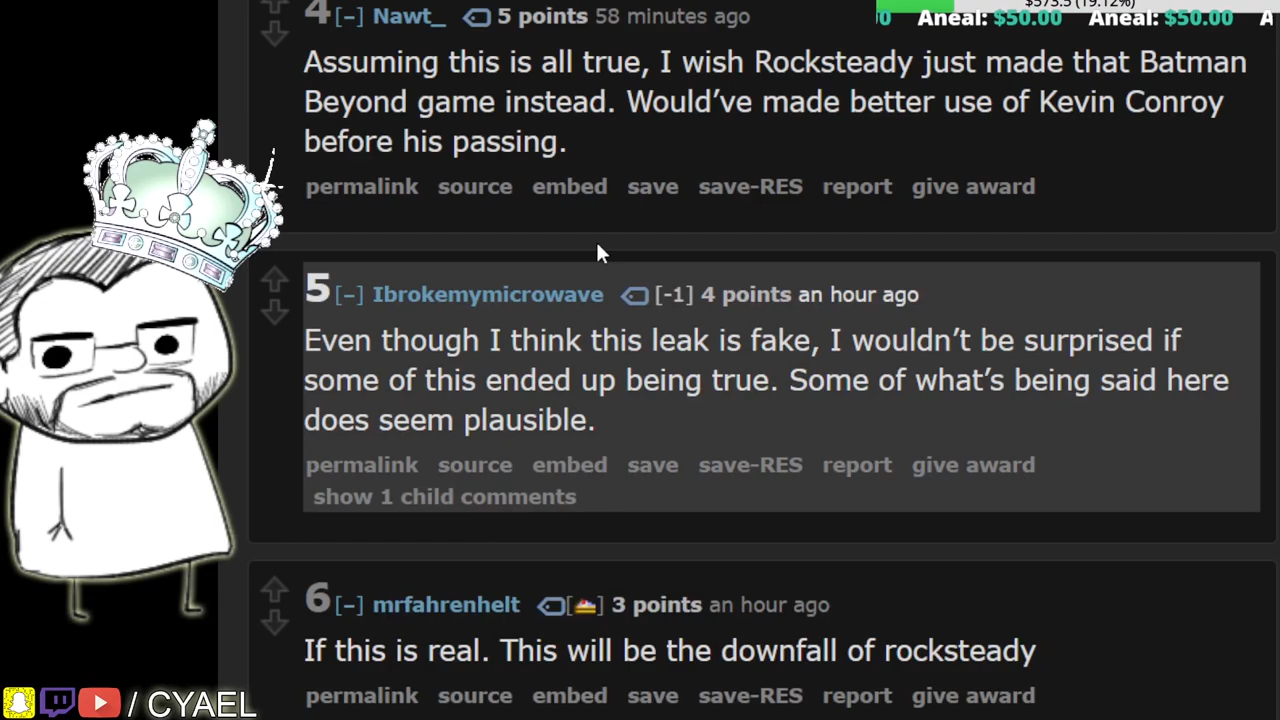 $573.5 (19.12%)
00 Aneal: $50.00 Aneal: $50.00 A
4 [–] Nawt_ 5 points 58 minutes ago
Assuming this is all true, I wish Rocksteady just made that Batman
Beyond game instead. Would’ve made better use of Kevin Conroy
before his passing.
permalink source embed save save-RES report give award
5 [–] Ibrokemymicrowave [-1] 4 points an hour ago
Even though I think this leak is fake, I wouldn’t be surprised if
some of this ended up being true. Some of what’s being said here
does seem plausible.
permalink source embed save save-RES report give award
show 1 child comments
6 [–] mrfahrenhelt [🍰] 3 points an hour ago
If this is real. This will be the downfall of rocksteady
permalink source embed save save-RES report give award
/ CYAEL